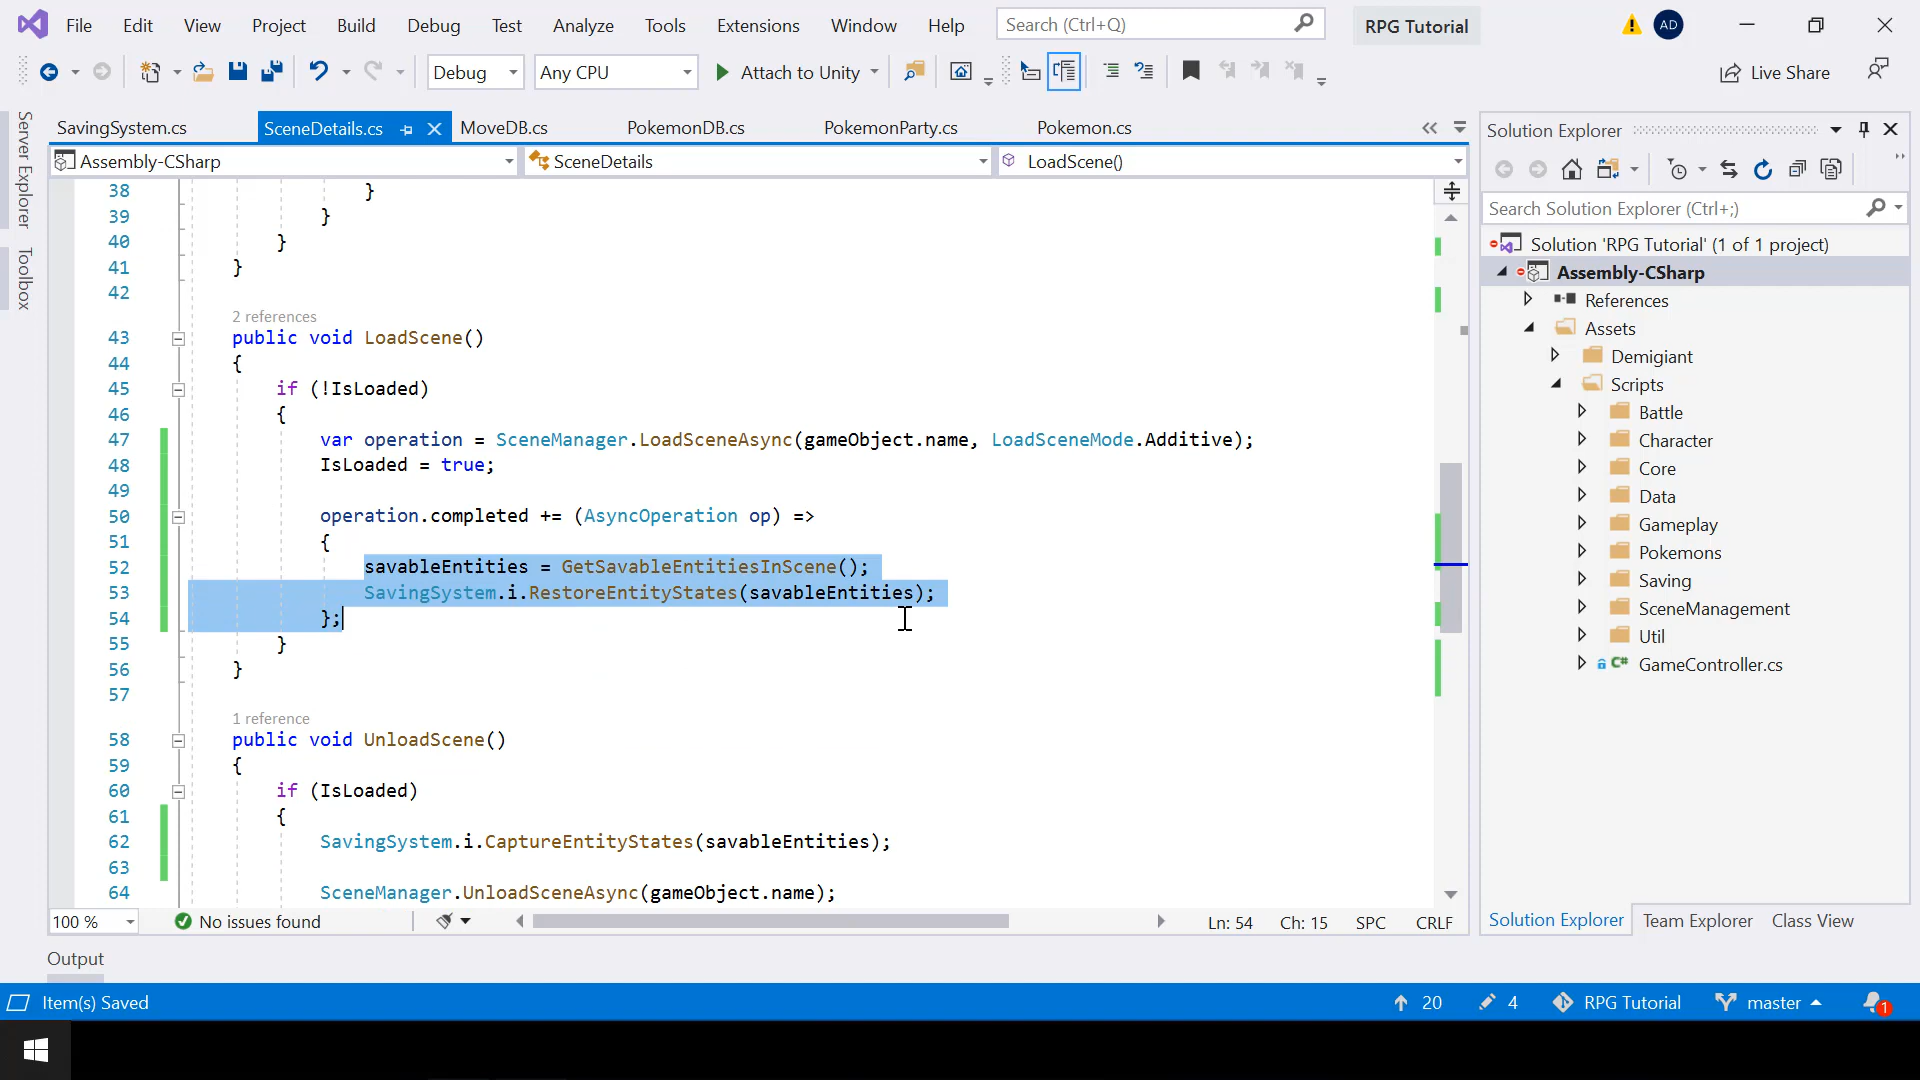 File Edit View Project Build Debug Test Analyze Tools Extensions Window Help Search (Ctrl+Q) RPG Tutorial AD
Debug Any CPU Attach to Unity Live Share
Server Explorer
Toolbox
SavingSystem.cs SceneDetails.cs MoveDB.cs PokemonDB.cs PokemonParty.cs Pokemon.cs
Assembly-CSharp SceneDetails LoadScene()
38 }
39 }
40 }
41 }
42
2 references
43 public void LoadScene()
44 {
45 if (!IsLoaded)
46 {
47 var operation = SceneManager.LoadSceneAsync(gameObject.name, LoadSceneMode.Additive);
48 IsLoaded = true;
49
50 operation.completed += (AsyncOperation op) =>
51 {
52 savableEntities = GetSavableEntitiesInScene();
53 SavingSystem.i.RestoreEntityStates(savableEntities);
54 };
55 }
56 }
57
1 reference
58 public void UnloadScene()
59 {
60 if (IsLoaded)
61 {
62 SavingSystem.i.CaptureEntityStates(savableEntities);
63
64 SceneManager.UnloadSceneAsync(gameObject.name);
100 % No issues found Ln: 54 Ch: 15 SPC CRLF
Solution Explorer
Search Solution Explorer (Ctrl+;)
Solution 'RPG Tutorial' (1 of 1 project)
Assembly-CSharp
References
Assets
Demigiant
Scripts
Battle
Character
Core
Data
Gameplay
Pokemons
Saving
SceneManagement
Util
C# GameController.cs
Solution Explorer Team Explorer Class View
Output
Item(s) Saved 20 4 RPG Tutorial master 1